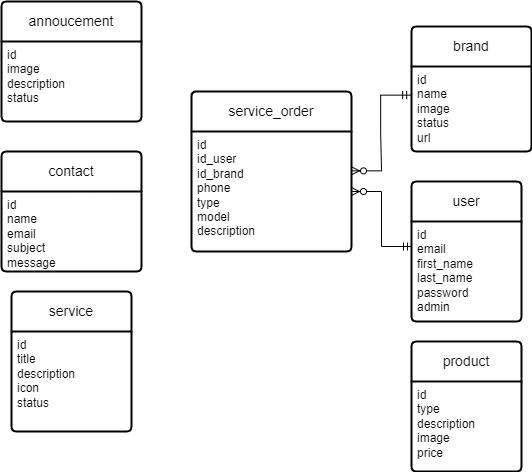 annoucement
id
image
description
status
contact
id
name
email
subject
message
service
id
title
description
icon
status
service_order
id
id_user
id_brand
phone
type
model
description
brand
id
name
image
status
url
user
id
email
first_name
last_name
password
admin
product
id
type
description
image
price